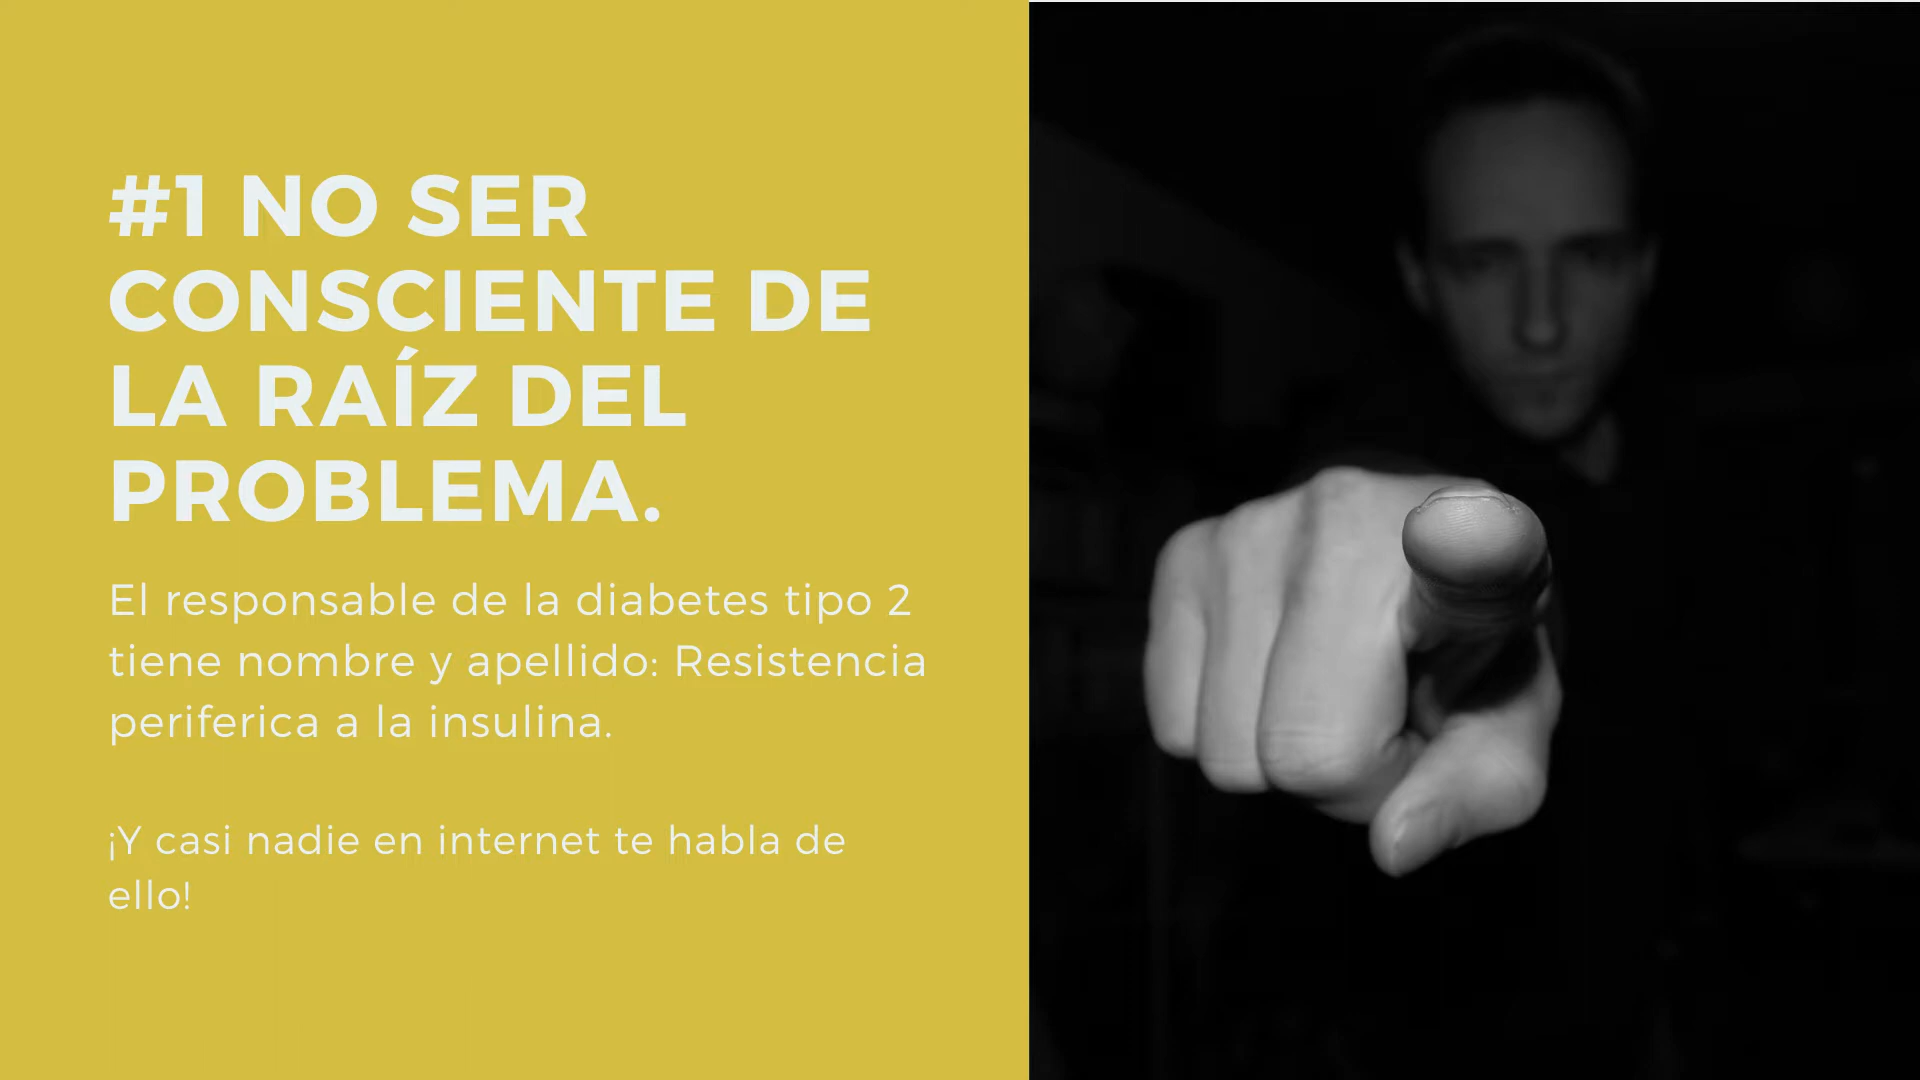 #1 NO SER
CONSCIENTE DE
LA RAÍZ DEL
PROBLEMA.
El responsable de la diabetes tipo 2
tiene nombre y apellido: Resistencia
periferica a la insulina.
¡Y casi nadie en internet te habla de
ello!